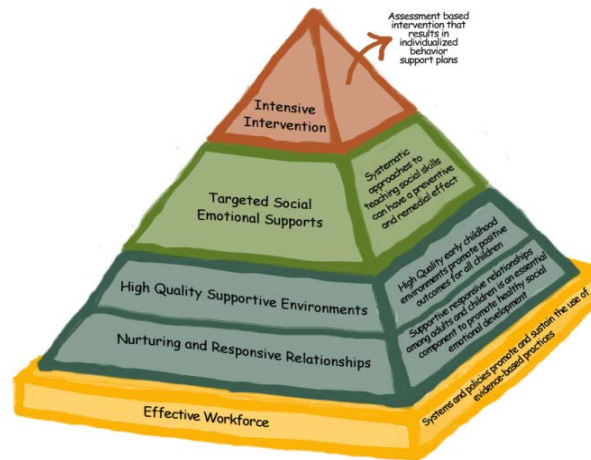 Assessment based
intervention that
results in
individualized
behavior
support plans
Intensive
Intervention
Targeted Social
Emotional Supports
Systematic
approaches to
teaching social skills
can have a preventive
and remedial effect
High Quality Supportive Environments
High Quality early childhood
environments promote positive
outcomes for all children
Nurturing and Responsive Relationships
Supportive responsive relationships
among adults and children is an essential
component to promote healthy social
emotional development
Effective Workforce
Systems and policies promote and sustain the use of
evidence-based practices